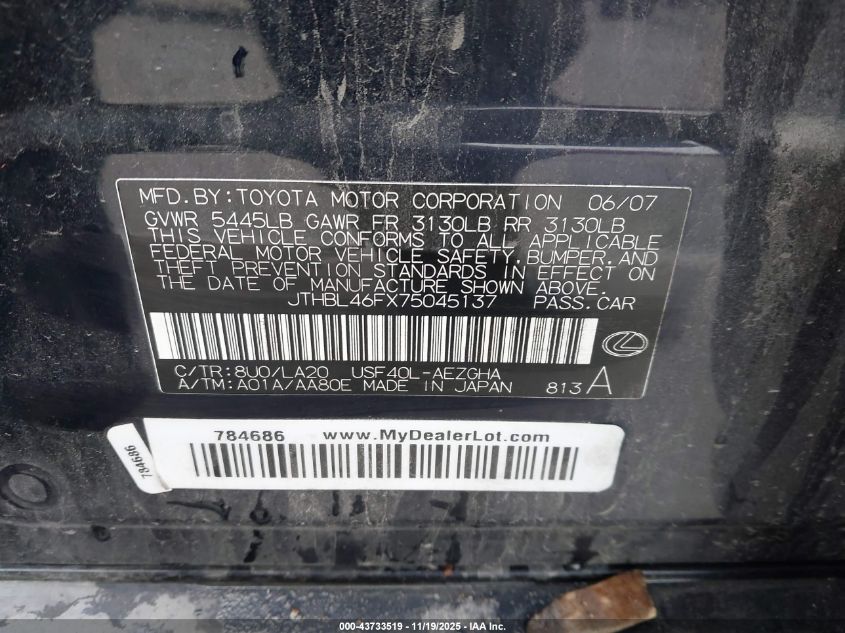 MFD.BY:TOYOTA MOTOR CORPORATION 06/07
GVWR 5445LB GAWR FR 3130LB RR 3130LB
THIS VEHICLE CONFORMS TO ALL APPLICABLE
FEDERAL MOTOR VEHICLE SAFETY, BUMPER, AND
THEFT PREVENTION STANDARDS IN EFFECT ON
THE DATE OF MANUFACTURE SHOWN ABOVE.
JTHBL46FX75045137 PASS.CAR
C/TR:8U0/LA20 USF40L-AEZGHA
A/TM:A01A/AA80E MADE IN JAPAN 813A
784686 www.MyDealerLot.com
784686
000-43733519 | 11/19/2025 - IAA Inc.